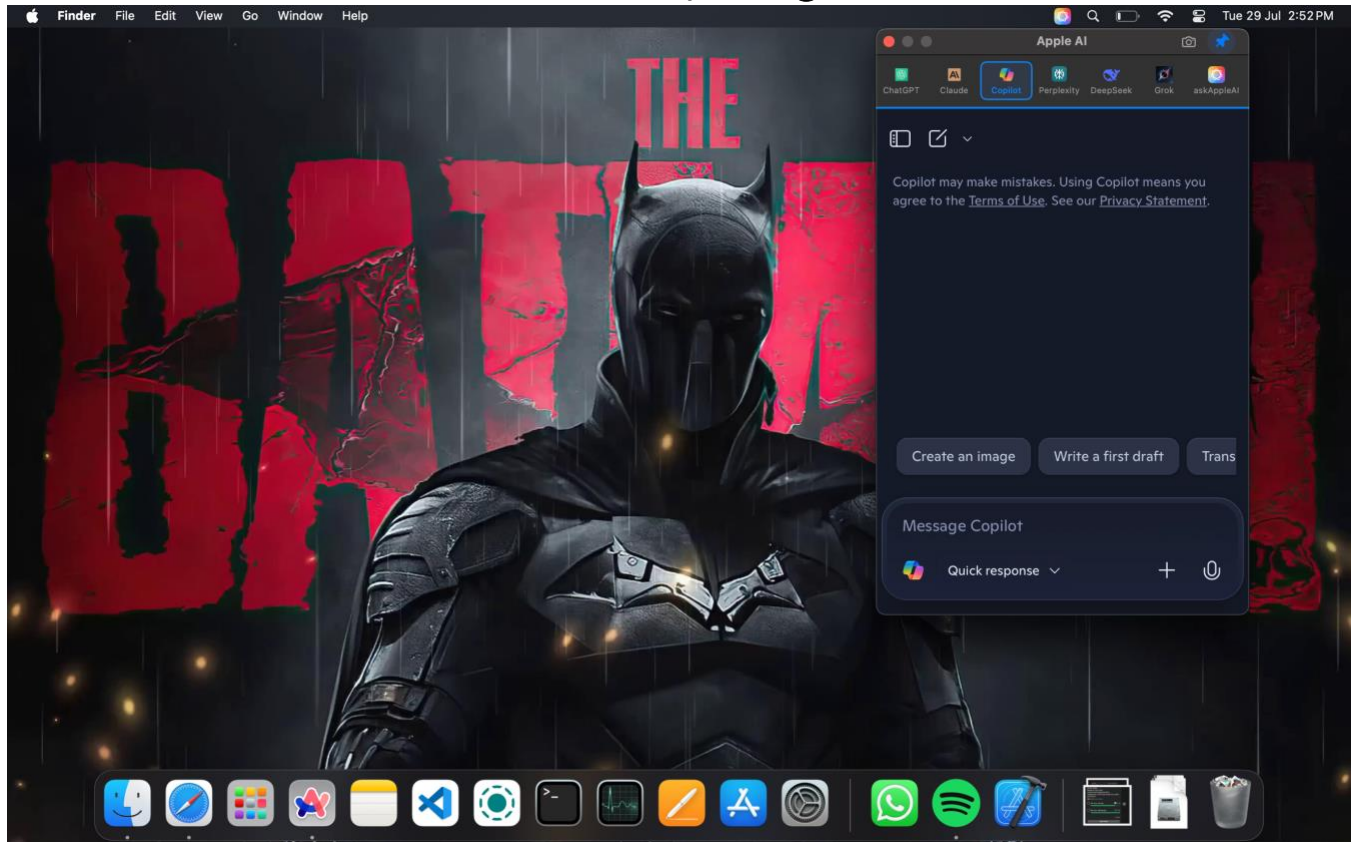 Finder File Edit View Go Window Help Tue 29 Jul 2:52 PM
Apple AI
ChatGPT Claude Copilot Perplexity DeepSeek Grok askAppleAI
Copilot may make mistakes. Using Copilot means you
agree to the Terms of Use. See our Privacy Statement.
THE
Create an image Write a first draft Trans
Message Copilot
Quick response